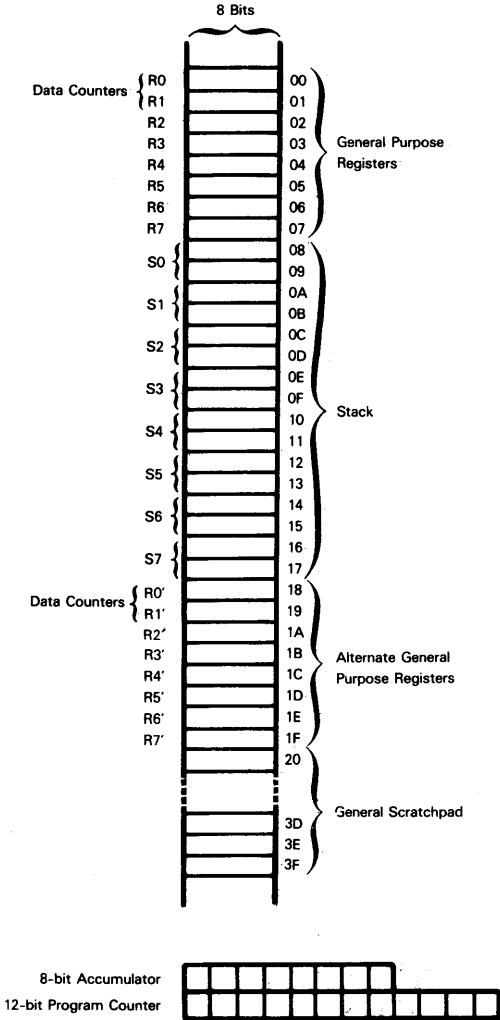 8 Bits
Data Counters R0 00
R1 01
R2 02
R3 03 General Purpose
R4 04 Registers
R5 05
R6 06
R7 07
S0 08
09
S1 0A
0B
S2 0C
0D
S3 0E
0F
Stack
S4 10
11
S5 12
13
S6 14
15
S7 16
17
Data Counters R0' 18
R1' 19
R2' 1A
R3' 1B Alternate General
R4' 1C Purpose Registers
R5' 1D
R6' 1E
R7' 1F
20
General Scratchpad
3D
3E
3F
8-bit Accumulator
12-bit Program Counter